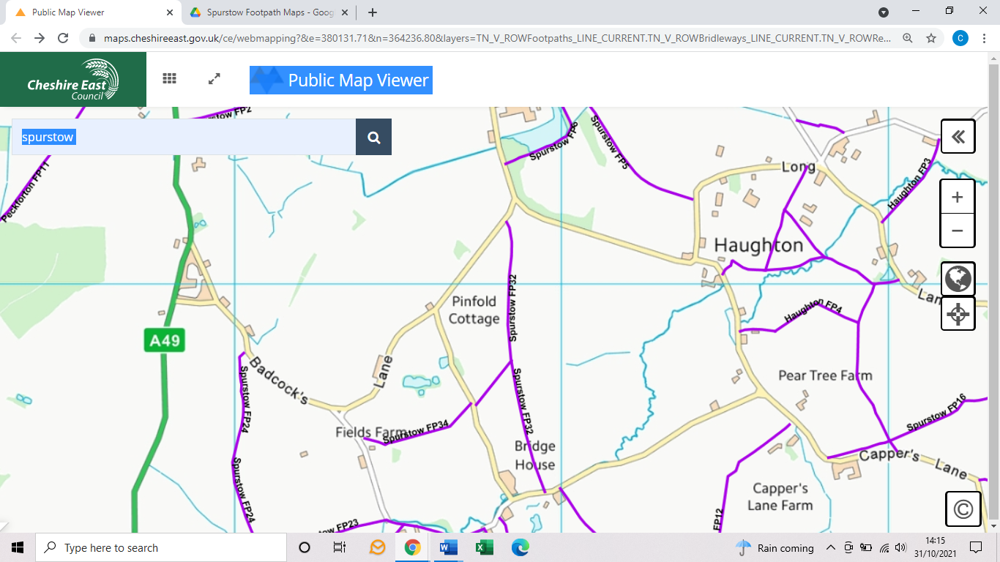 Public Map Viewer
Spurstow Footpath Maps - Goog
maps.cheshireeast.gov.uk/ce/webmapping?&e=380131.71&n=364236.80&layers=TN_V_ROWFootpaths_LINE_CURRENT.TN_V_ROWBridleways_LINE_CURRENT.TN_V_ROWRe...
C
Cheshire East
Council
Public Map Viewer
spurstow
tow FP2
Peckforton FP11
Spurstow FP6
Spurstow FP5
Long
Haughton FP3
Haughton
Lan
Pinfold
Cottage
Spurstow FP32
Haughton FP4
A49
Badcock's
Lane
Spurstow FP24
Spurstow FP32
Pear Tree Farm
Spurstow FP16
Fields Farm
Spurstow FP34
Bridge
House
Capper's Lane
Spurstow FP24
Capper's
Lane Farm
FP12
ow FP23
©
Type here to search
Rain coming
14:15
31/10/2021